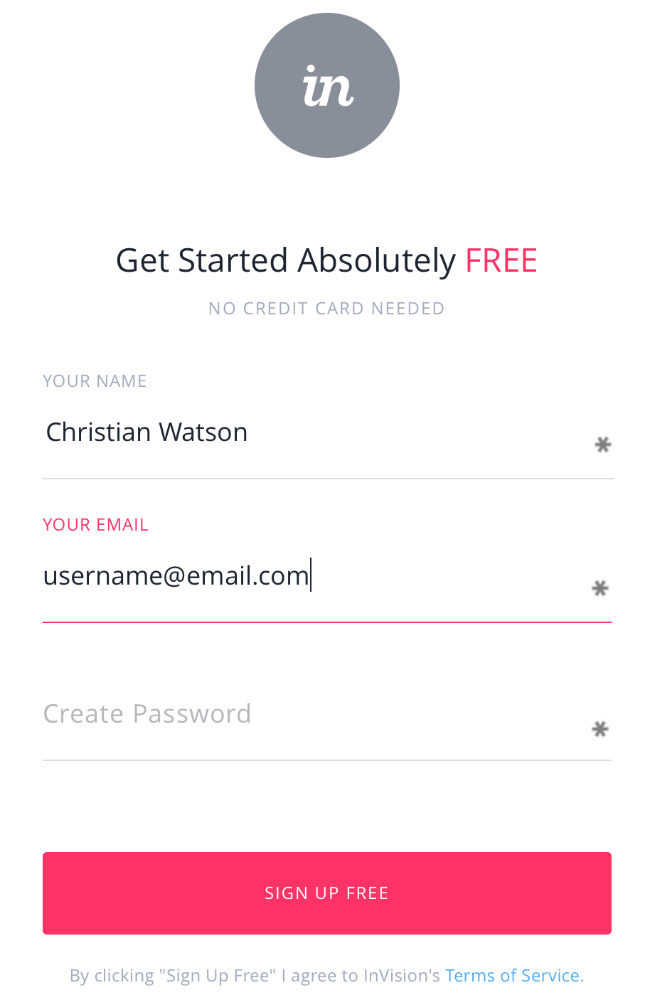 in
Get Started Absolutely FREE
NO CREDIT CARD NEEDED
YOUR NAME
Christian Watson
*
YOUR EMAIL
username@email.com
*
Create Password
*
SIGN UP FREE
By clicking "Sign Up Free" I agree to InVision's Terms of Service.